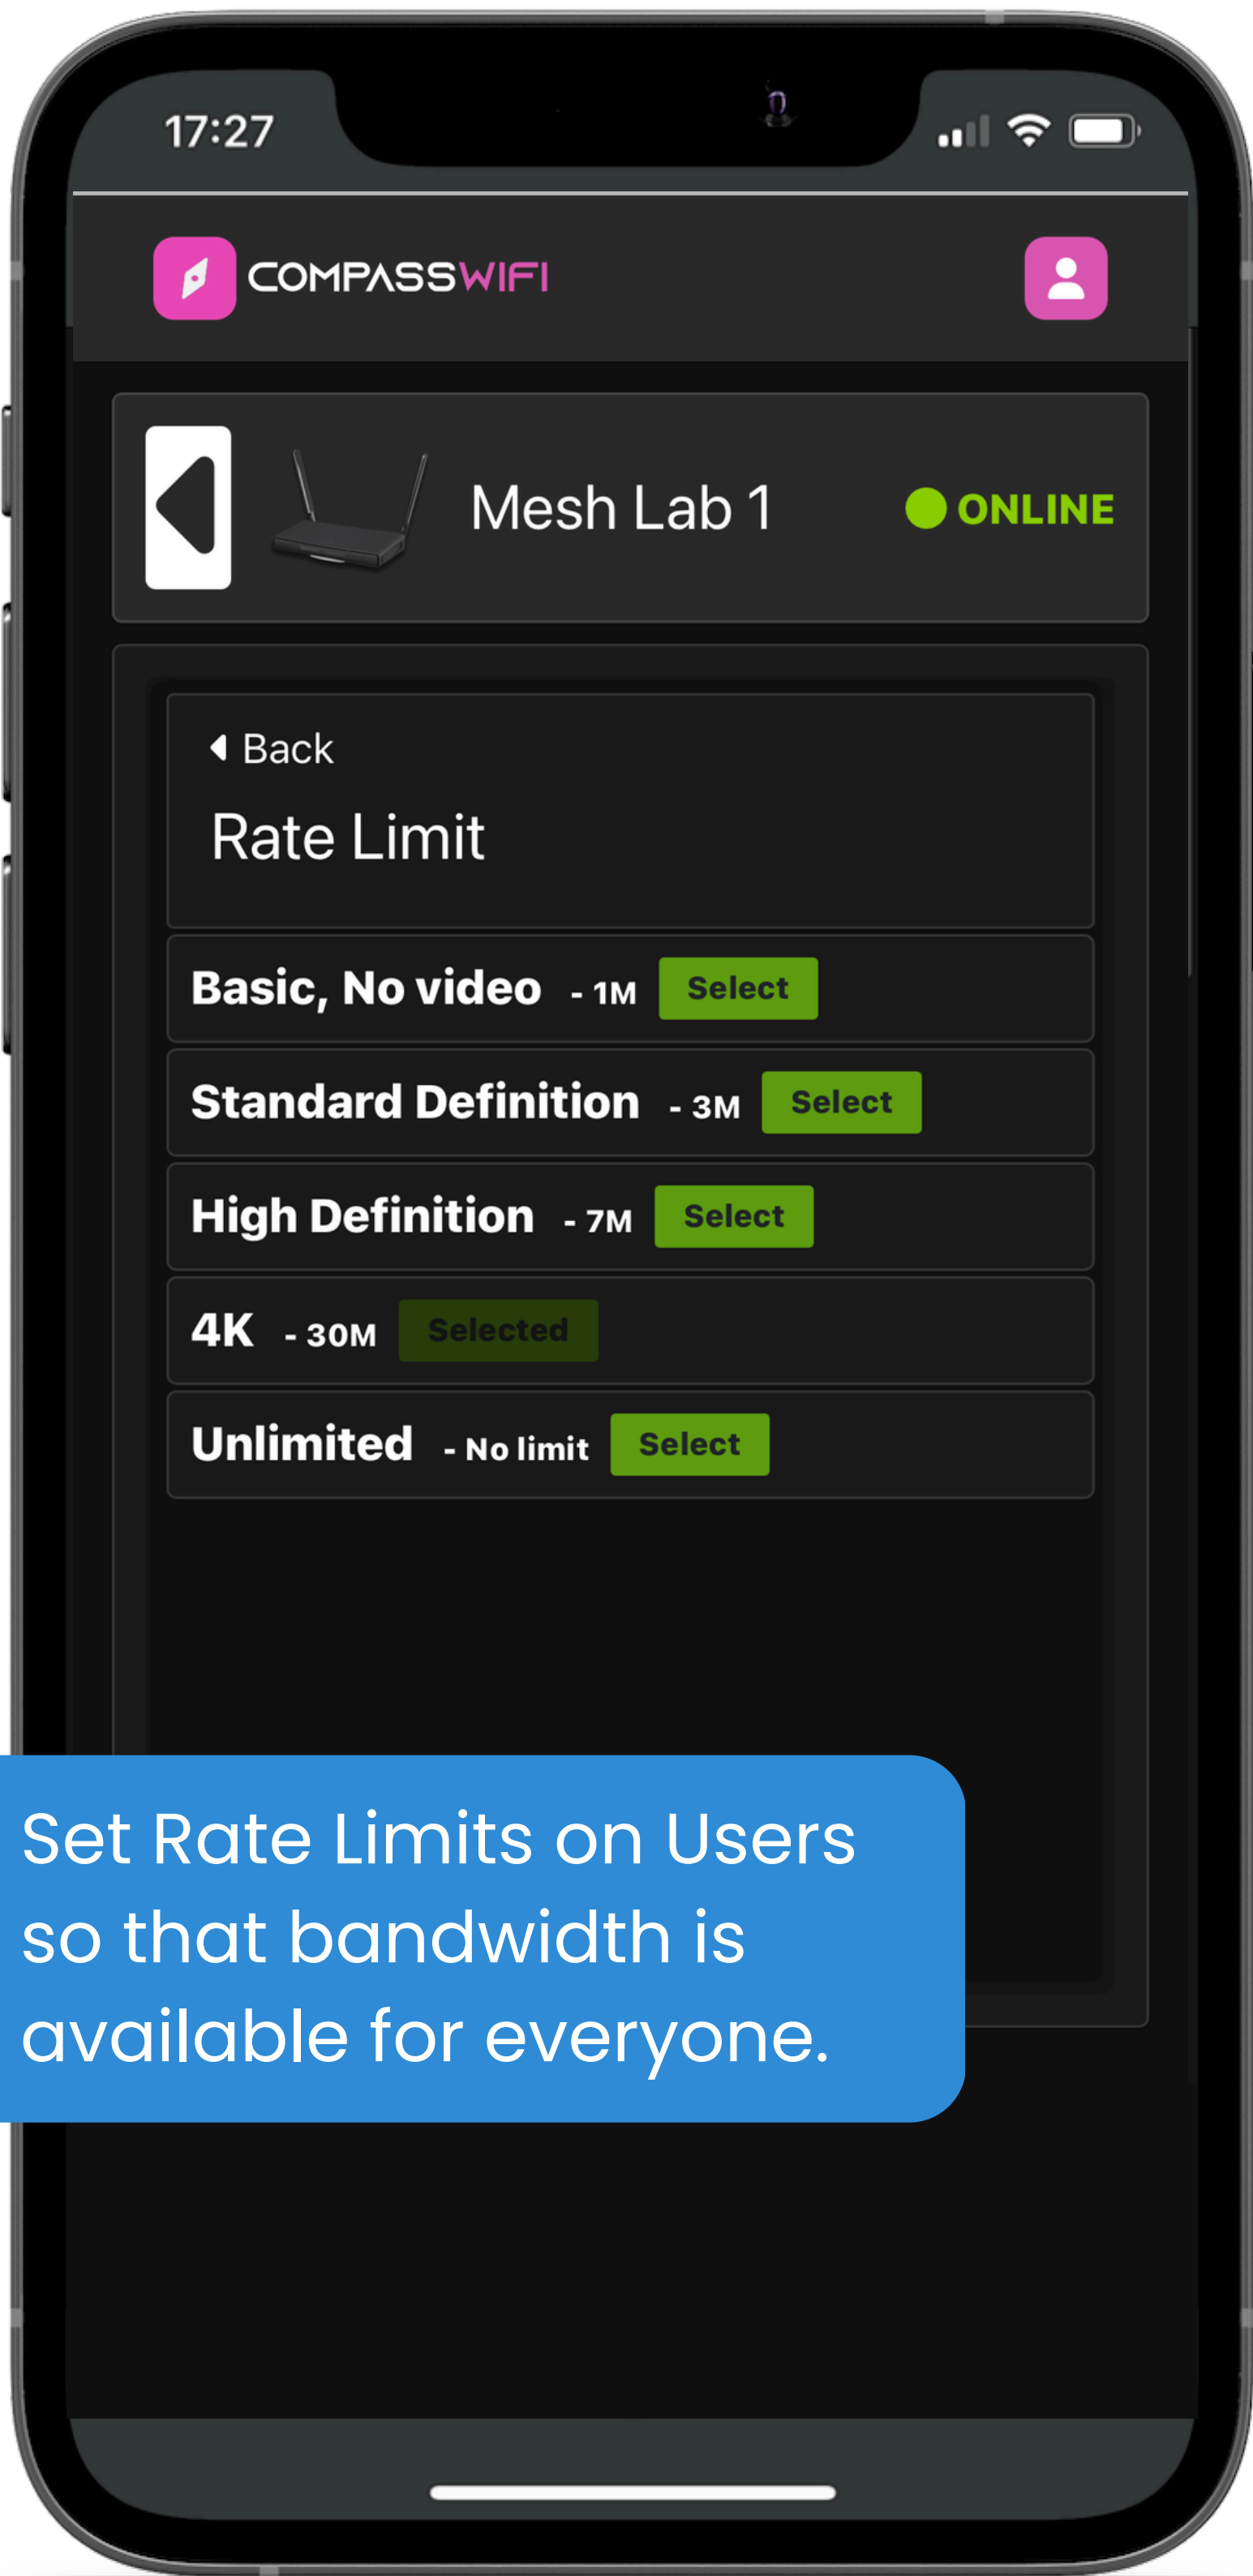 17:27
COMPASSWIFI
Mesh Lab 1 ONLINE
Back
Rate Limit
Basic, No video - 1M Select
Standard Definition - 3M Select
High Definition - 7M Select
4K - 30M Selected
Unlimited - No limit Select
Set Rate Limits on Users
so that bandwidth is
available for everyone.